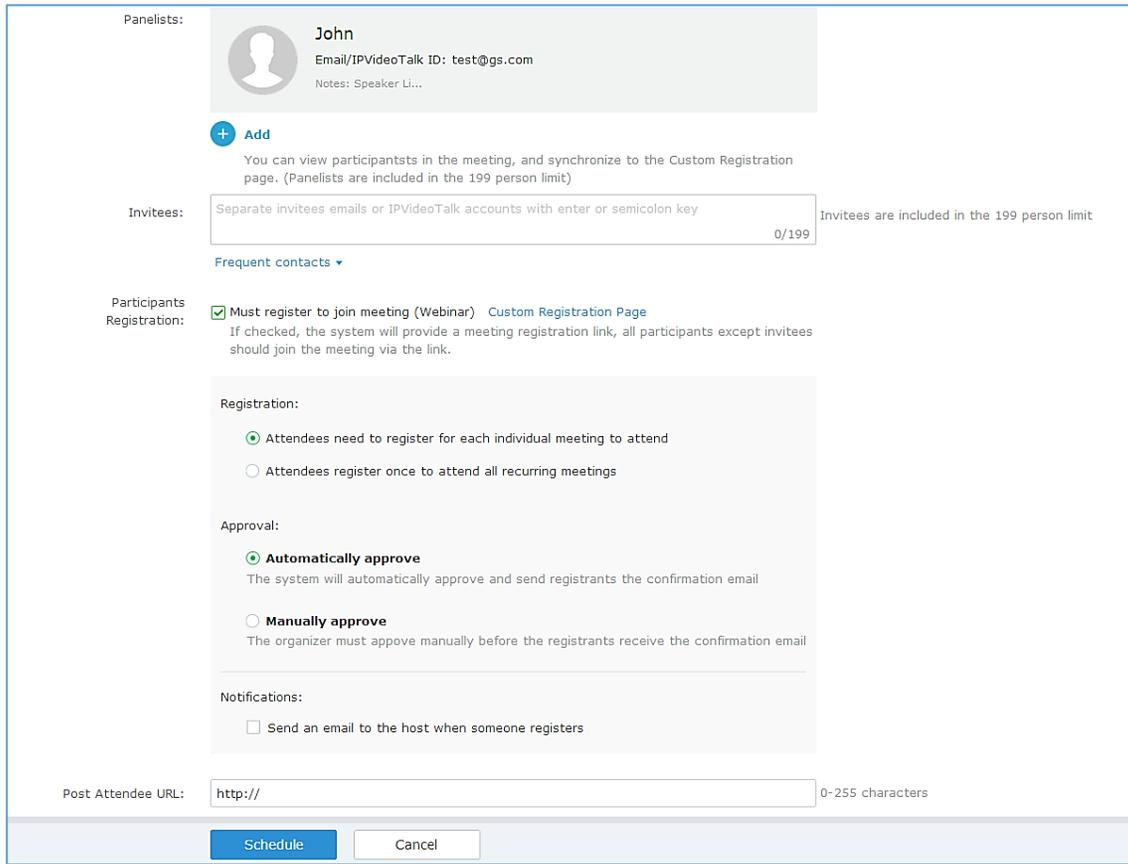 Panelists:
John
Email/IPVideoTalk ID: test@gs.com
Notes: Speaker Li...
Add
You can view participantsts in the meeting, and synchronize to the Custom Registration
page. (Panelists are included in the 199 person limit)
Invitees:
Separate invitees emails or IPVideoTalk accounts with enter or semicolon key
0/199
Invitees are included in the 199 person limit
Frequent contacts
Participants
Registration:
Must register to join meeting (Webinar) Custom Registration Page
If checked, the system will provide a meeting registration link, all participants except invitees
should join the meeting via the link.
Registration:
Attendees need to register for each individual meeting to attend
Attendees register once to attend all recurring meetings
Approval:
Automatically approve
The system will automatically approve and send registrants the confirmation email
Manually approve
The organizer must appove manually before the registrants receive the confirmation email
Notifications:
Send an email to the host when someone registers
Post Attendee URL:
http://
0-255 characters
Schedule
Cancel